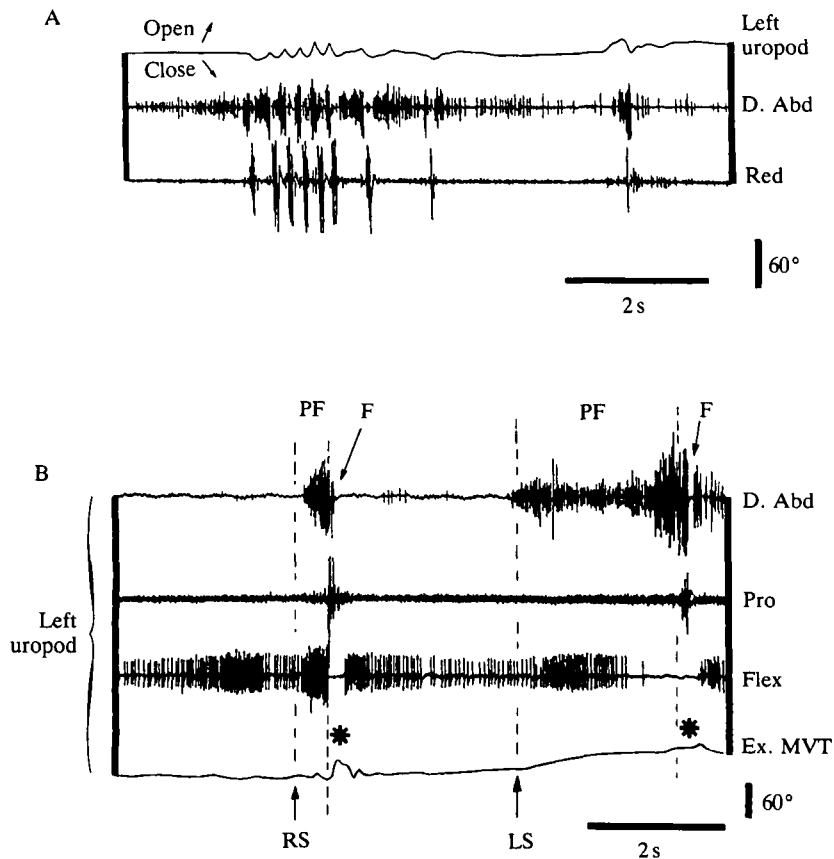 A
Open
Close
Left
uropod
D. Abd
Red
60°
2 s
B
PF
F
PF
F
D. Abd
Pro
Left
uropod
Flex
Ex. MVT
RS
LS
60°
2 s